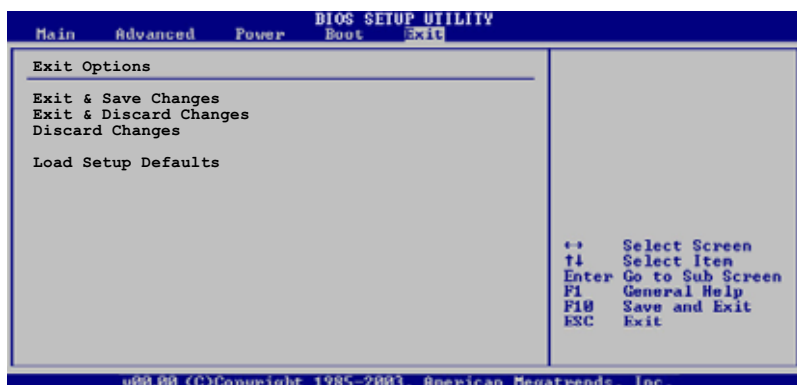 BIOS SETUP UTILITY
Main Advanced Power Boot Exit
Exit Options
Exit & Save Changes
Exit & Discard Changes
Discard Changes
Load Setup Defaults
↔ Select Screen
↑↓ Select Item
Enter Go to Sub Screen
F1 General Help
F10 Save and Exit
ESC Exit
v00.00 (C)Copyright 1985-2003, American Megatrends, Inc.